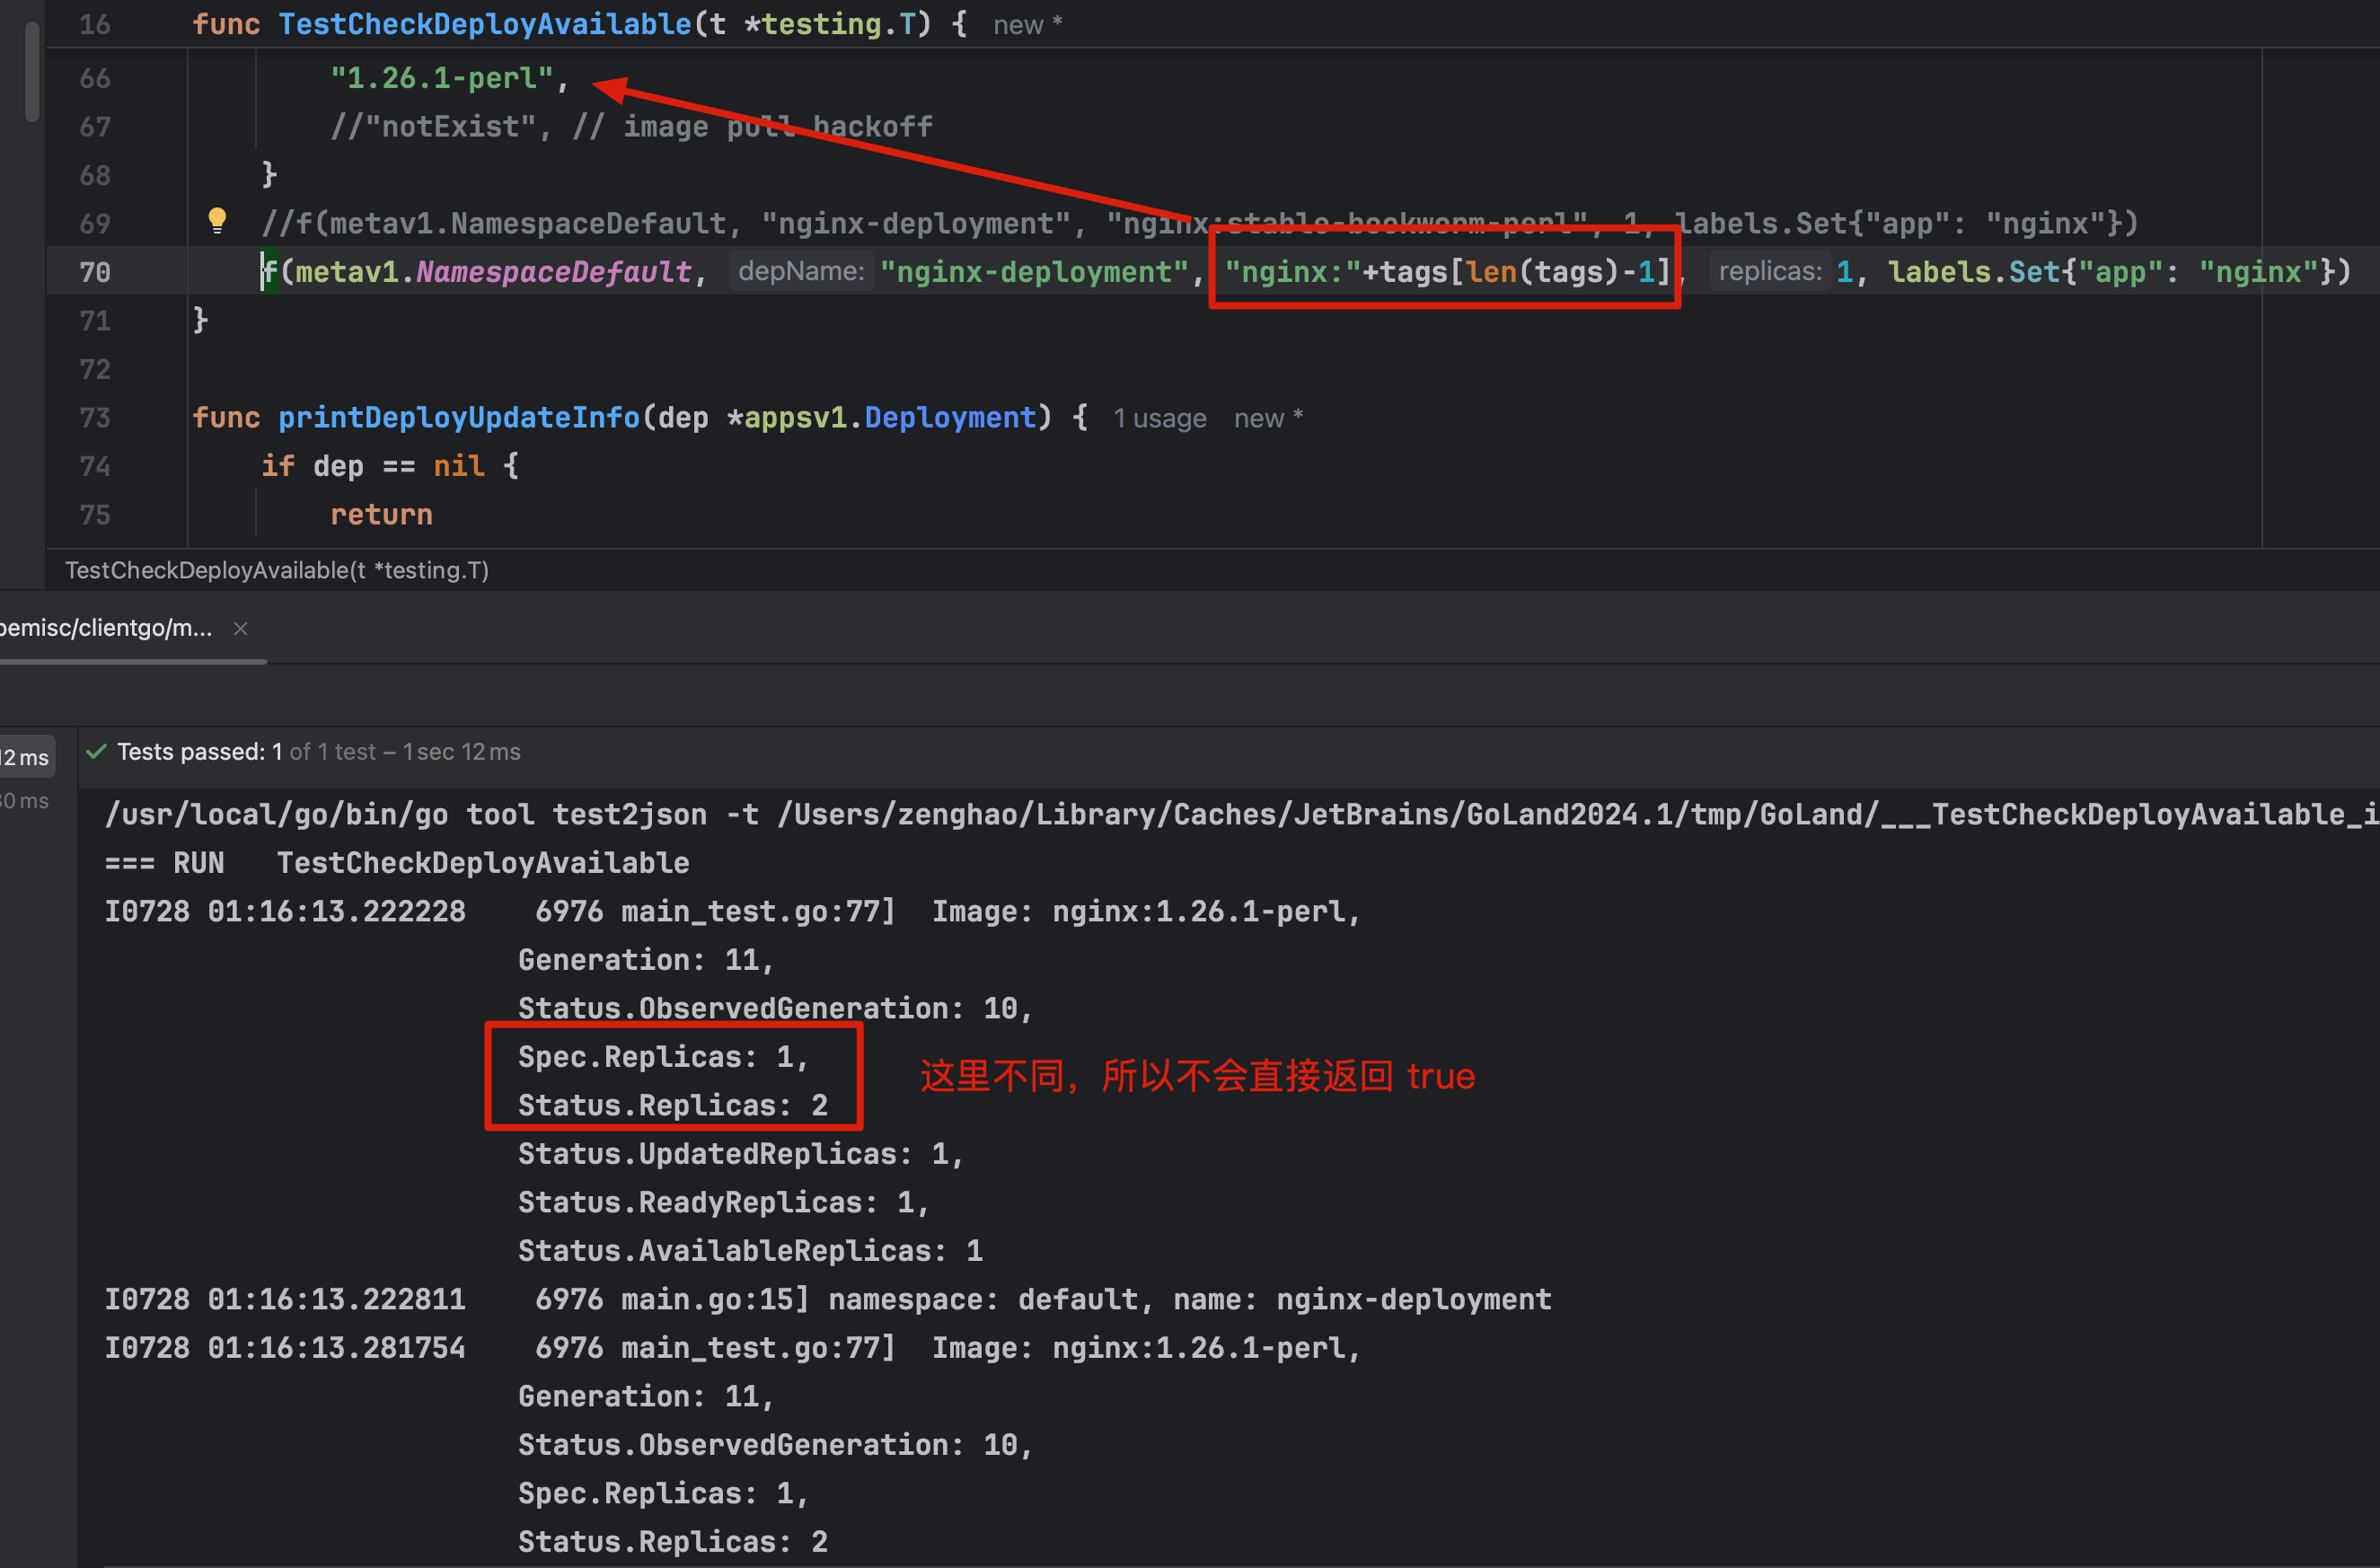 16 func TestCheckDeployAvailable(t *testing.T) { new *
66 "1.26.1-perl",
67 //"notExist", // image pull backoff
68 }
69 //f(metav1.NamespaceDefault, "nginx-deployment", "nginx:stable-bookworm-perl", 1, labels.Set{"app": "nginx"})
70 f(metav1.NamespaceDefault, depName: "nginx-deployment", "nginx:"+tags[len(tags)-1], replicas: 1, labels.Set{"app": "nginx"})
71 }
72
73 func printDeployUpdateInfo(dep *appsv1.Deployment) { 1 usage new *
74 if dep == nil {
75 return
TestCheckDeployAvailable(t *testing.T)
bemisc/clientgo/m... ×
12 ms
Tests passed: 1 of 1 test – 1 sec 12 ms
30 ms
/usr/local/go/bin/go tool test2json -t /Users/zenghao/Library/Caches/JetBrains/GoLand2024.1/tmp/GoLand/___TestCheckDeployAvailable_i
=== RUN   TestCheckDeployAvailable
I0728 01:16:13.222228    6976 main_test.go:77]  Image: nginx:1.26.1-perl,
Generation: 11,
Status.ObservedGeneration: 10,
Spec.Replicas: 1,
这里不同，所以不会直接返回 true
Status.Replicas: 2
Status.UpdatedReplicas: 1,
Status.ReadyReplicas: 1,
Status.AvailableReplicas: 1
I0728 01:16:13.222811    6976 main.go:15] namespace: default, name: nginx-deployment
I0728 01:16:13.281754    6976 main_test.go:77]  Image: nginx:1.26.1-perl,
Generation: 11,
Status.ObservedGeneration: 10,
Spec.Replicas: 1,
Status.Replicas: 2